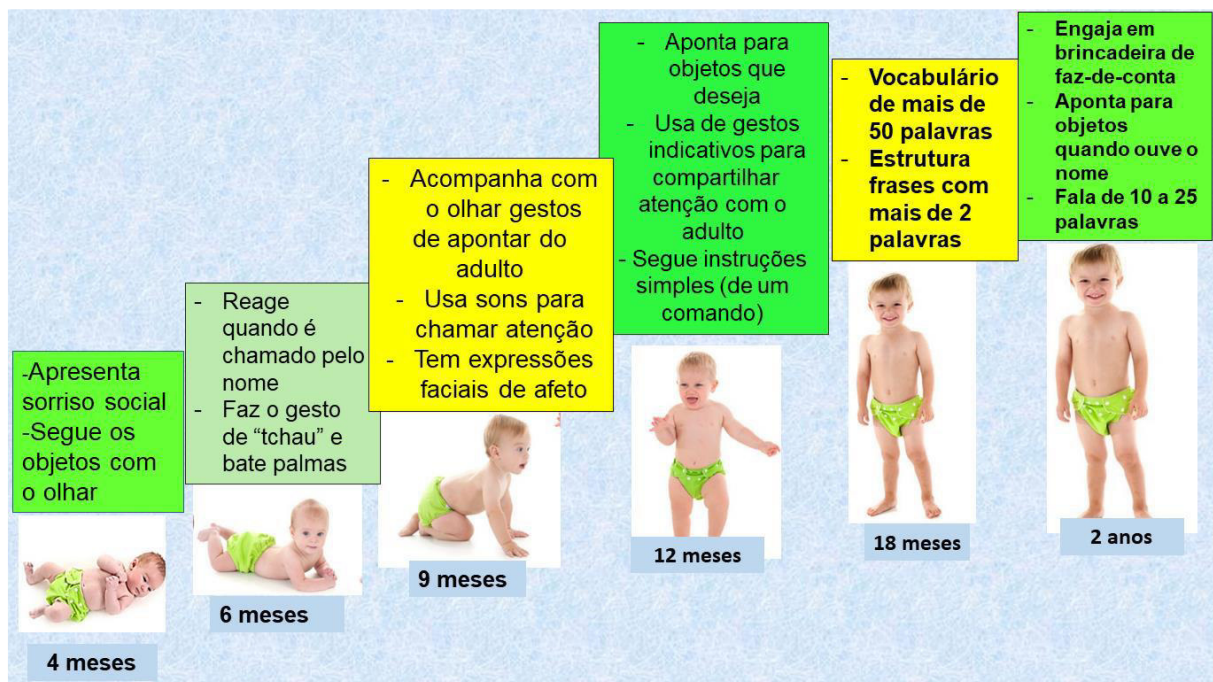 -Apresenta
sorriso social
-Segue os
objetos com
o olhar
4 meses
- Reage
quando é
chamado pelo
nome
- Faz o gesto
de “tchau” e
bate palmas
6 meses
- Acompanha com
o olhar gestos
de apontar do
adulto
- Usa sons para
chamar atenção
- Tem expressões
faciais de afeto
9 meses
- Aponta para
objetos que
deseja
- Usa de gestos
indicativos para
compartilhar
atenção com o
adulto
- Segue instruções
simples (de um
comando)
12 meses
- Vocabulário
de mais de
50 palavras
- Estrutura
frases com
mais de 2
palavras
18 meses
- Engaja em
brincadeira de
faz-de-conta
- Aponta para
objetos
quando ouve o
nome
- Fala de 10 a 25
palavras
2 anos